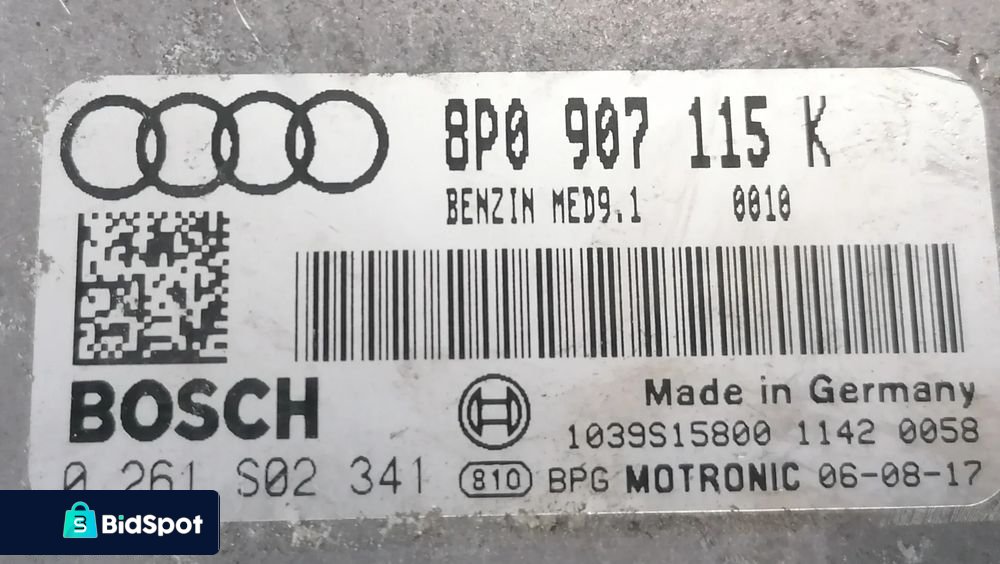 8P0 907 115 K
BENZIN MED9.1 0010
BOSCH
Made in Germany
1039S15800 1142 0058
0 261 S02 341
810 BPG MOTRONIC 06-08-17
BidSpot